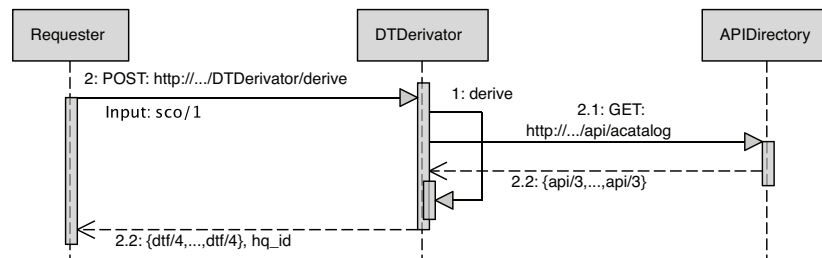 Requester
DTDerivator
APIDirectory
2: POST: http://.../DTDerivator/derive
Input: sco/1
1: derive
2.1: GET:
http://.../api/acatalog
2.2: {api/3,...,api/3}
2.2: {dtf/4,...,dtf/4}, hq_id